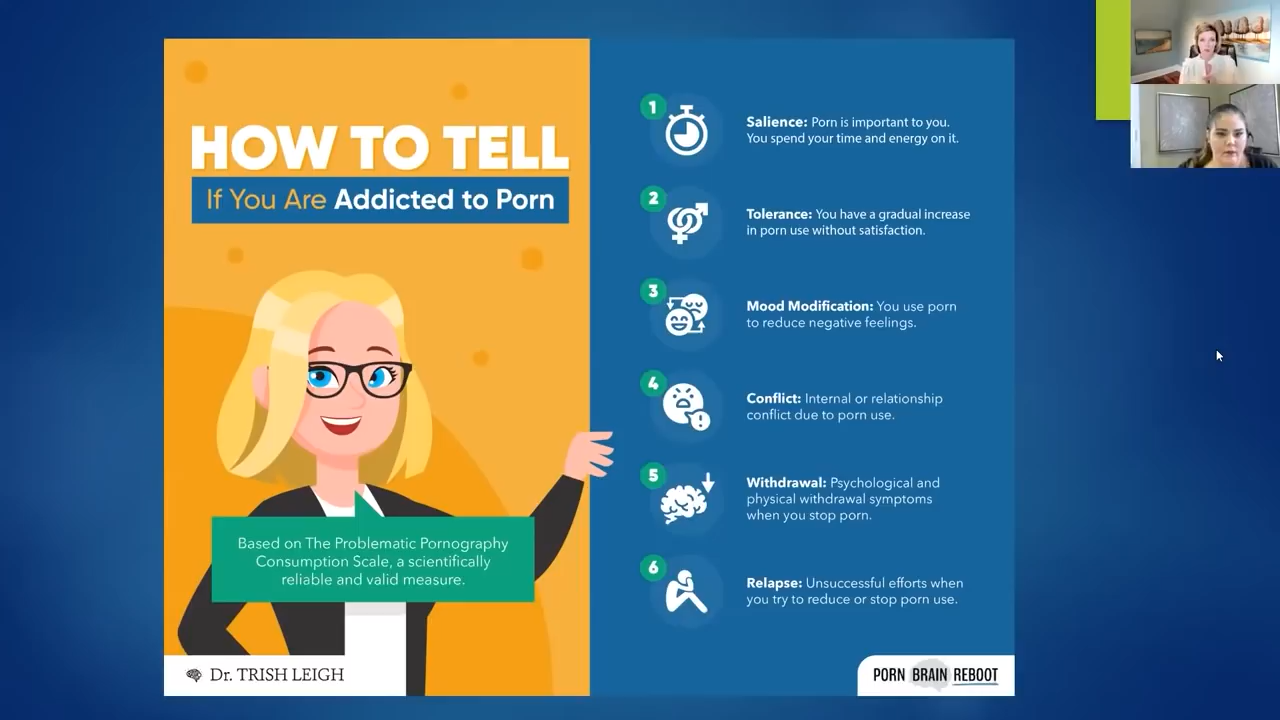 HOW TO TELL
If You Are Addicted to Porn
Based on The Problematic Pornography
Consumption Scale, a scientifically
reliable and valid measure.
Dr. TRISH LEIGH
1
Salience: Porn is important to you.
You spend your time and energy on it.
2
Tolerance: You have a gradual increase
in porn use without satisfaction.
3
Mood Modification: You use porn
to reduce negative feelings.
4
Conflict: Internal or relationship
conflict due to porn use.
5
Withdrawal: Psychological and
physical withdrawal symptoms
when you stop porn.
6
Relapse: Unsuccessful efforts when
you try to reduce or stop porn use.
PORN BRAIN REBOOT